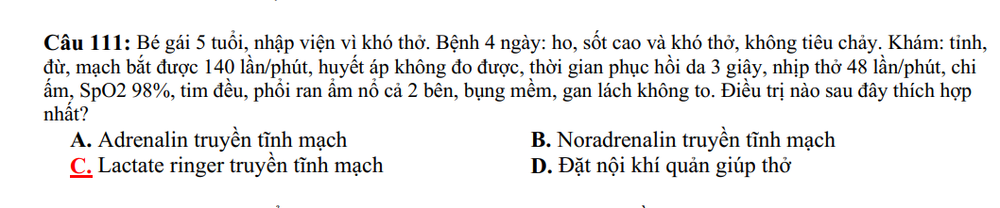 Câu 111: Bé gái 5 tuổi, nhập viện vì khó thở. Bệnh 4 ngày: ho, sốt cao và khó thở, không tiêu chảy. Khám: tỉnh,
đừ, mạch bắt được 140 lần/phút, huyết áp không đo được, thời gian phục hồi da 3 giây, nhịp thở 48 lần/phút, chi
ấm, SpO2 98%, tim đều, phổi ran ẩm nổ cả 2 bên, bụng mềm, gan lách không to. Điều trị nào sau đây thích hợp
nhất?
A. Adrenalin truyền tĩnh mạch B. Noradrenalin truyền tĩnh mạch
C. Lactate ringer truyền tĩnh mạch D. Đặt nội khí quản giúp thở